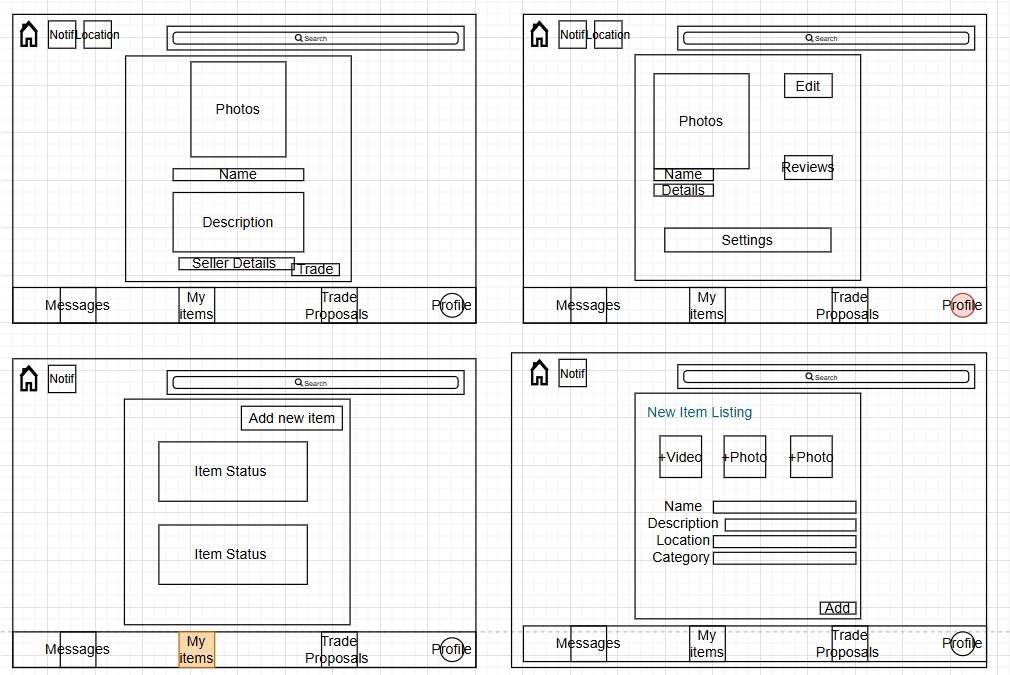 Notif Location
Search
Photos
Name
Description
Seller Details
Trade
Messages
My
items
Trade
Proposals
Profile
Notif Location
Search
Photos
Edit
Reviews
Name
Details
Settings
Messages
My
items
Trade
Proposals
Profile
Notif
Search
Add new item
Item Status
Item Status
Messages
My
items
Trade
Proposals
Profile
Notif
Search
New Item Listing
+Video +Photo +Photo
Name
Description
Location
Category
Add
Messages
My
items
Trade
Proposals
Profile